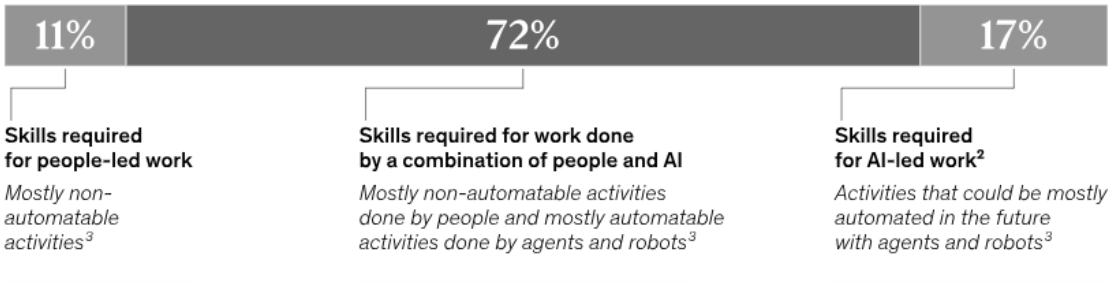 11%
72%
17%
Skills required
for people-led work
Mostly non-
automatable
activities³
Skills required for work done
by a combination of people and AI
Mostly non-automatable activities
done by people and mostly automatable
activities done by agents and robots³
Skills required
for AI-led work²
Activities that could be mostly
automated in the future
with agents and robots³